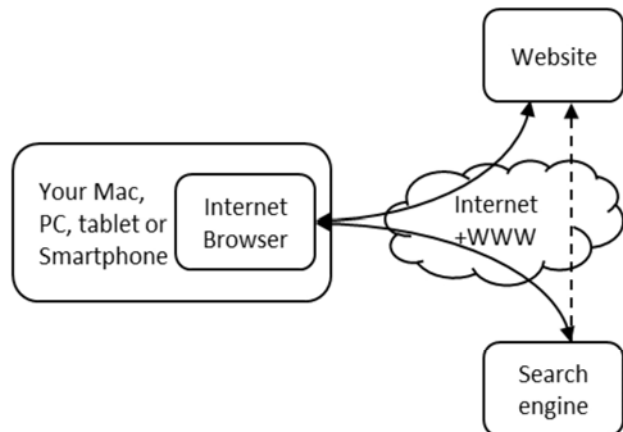 Website
Your Mac,
PC, tablet or
Smartphone
Internet
Browser
Internet
+WWW
Search
engine